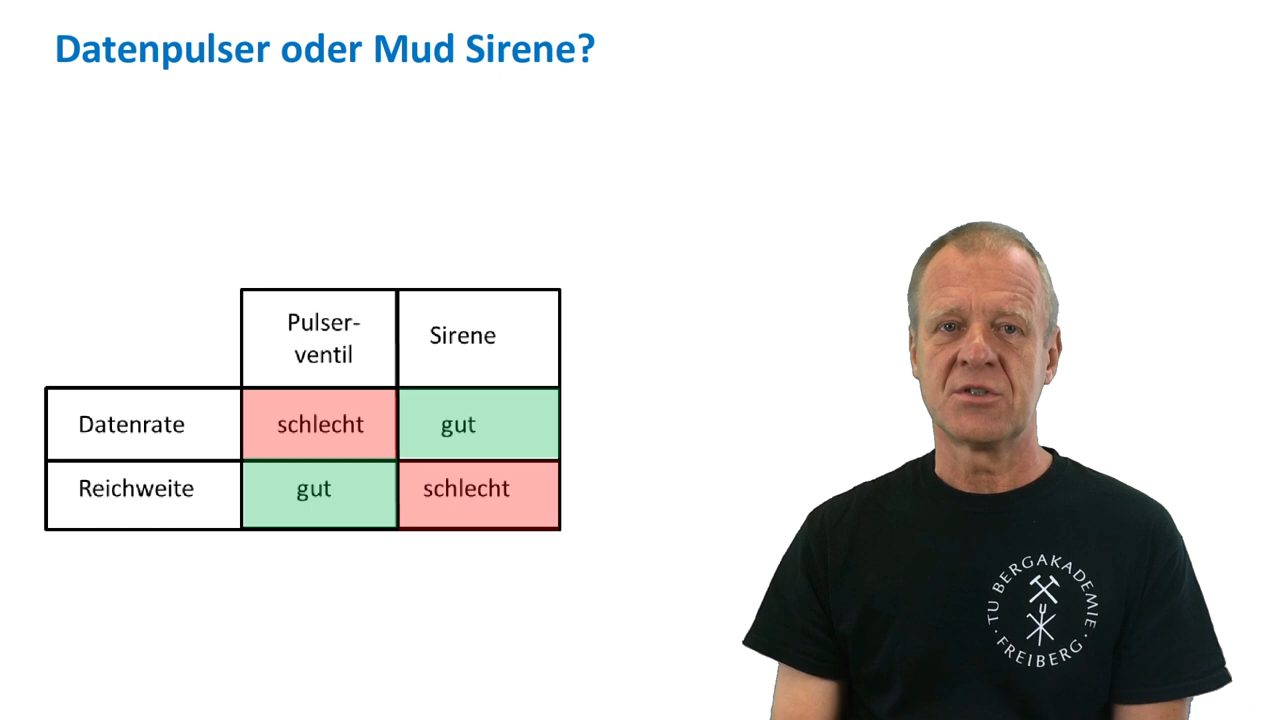 Datenpulser oder Mud Sirene?
Pulser-
ventil
Sirene
Datenrate
schlecht
gut
Reichweite
gut
schlecht
TU BERGAKADEMIE
· FREIBERG ·